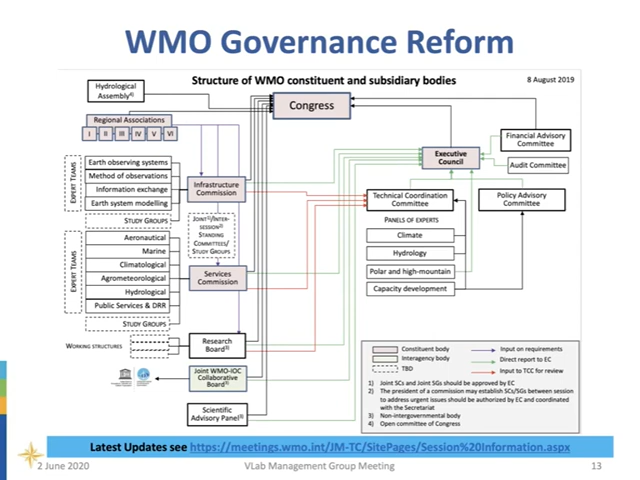 WMO Governance Reform
Structure of WMO constituent and subsidiary bodies
8 August 2019
Hydrological
Assembly4)
Congress
Regional Associations
I II III IV V VI
Financial Advisory
Committee
Executive
Council
Audit Committee
EXPERT TEAMS
Earth observing systems
Method of observations
Information exchange
Earth system modelling
STUDY GROUPS
Infrastructure
Commission
Technical Coordination
Committee
Policy Advisory
Committee
JOINT1)/INTER-
SESSION2)
STANDING
COMMITTEES/
STUDY GROUPS
PANELS OF EXPERTS
Climate
Hydrology
Polar and high-mountain
Capacity development
EXPERT TEAMS
Aeronautical
Marine
Climatological
Agrometeorological
Hydrological
Public Services & DRR
STUDY GROUPS
Services
Commission
WORKING STRUCTURES
Research
Board3)
Joint WMO-IOC
Collaborative
Board3)
Scientific
Advisory Panel3)
Constituent body
Interagency body
TBD
Input on requirements
Direct report to EC
Input to TCC for review
1) Joint SCs and Joint SGs should be approved by EC
2) The president of a commission may establish SCs/SGs between session
to address urgent issues should be authorized by EC and coordinated
with the Secretariat
3) Non-intergovernmental body
4) Open committee of Congress
Latest Updates see https://meetings.wmo.int/JM-TC/SitePages/Session%20Information.aspx
2 June 2020
VLab Management Group Meeting
13